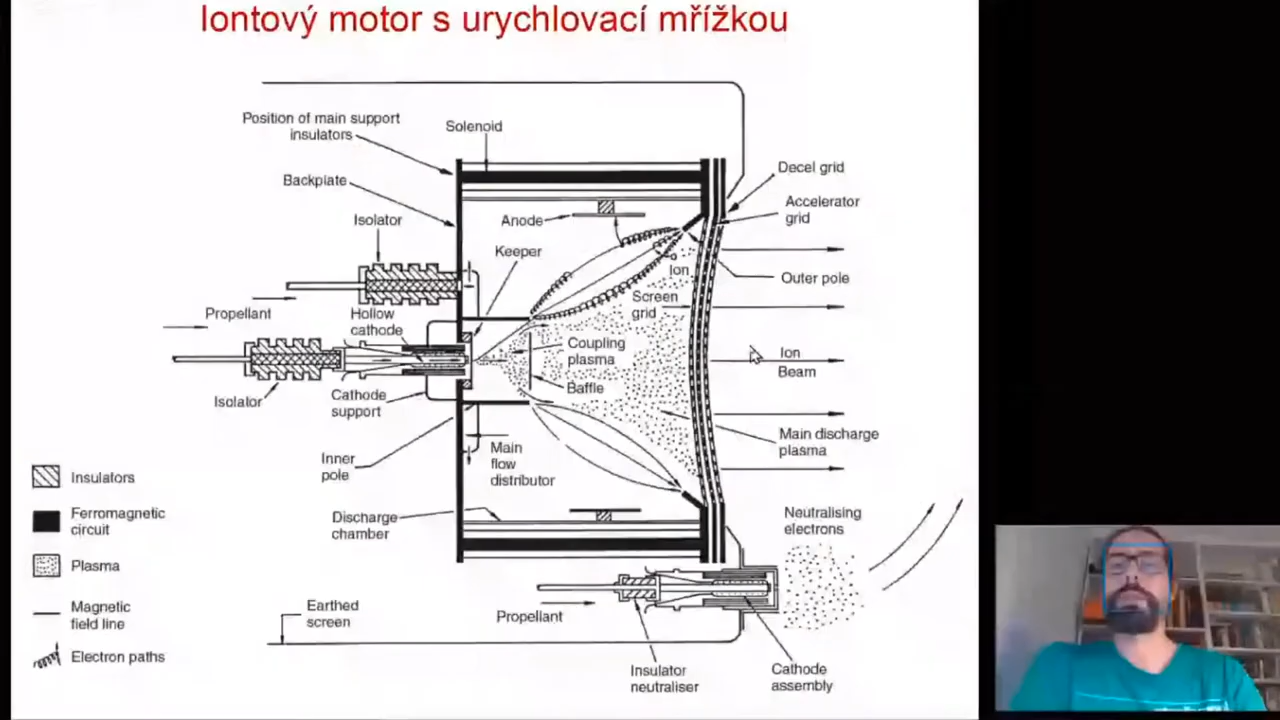 Iontový motor s urychlovací mřížkou
Position of main support
insulators
Solenoid
Backplate
Decel grid
Accelerator
grid
Isolator
Anode
Keeper
Ion
Outer pole
Screen
grid
Propellant
Hollow
cathode
Coupling
plasma
Ion
Beam
Baffle
Isolator
Cathode
support
Main discharge
plasma
Inner
pole
Main
flow
distributor
Insulators
Ferromagnetic
circuit
Discharge
chamber
Neutralising
electrons
Plasma
Magnetic
field line
Earthed
screen
Propellant
Electron paths
Insulator
neutraliser
Cathode
assembly